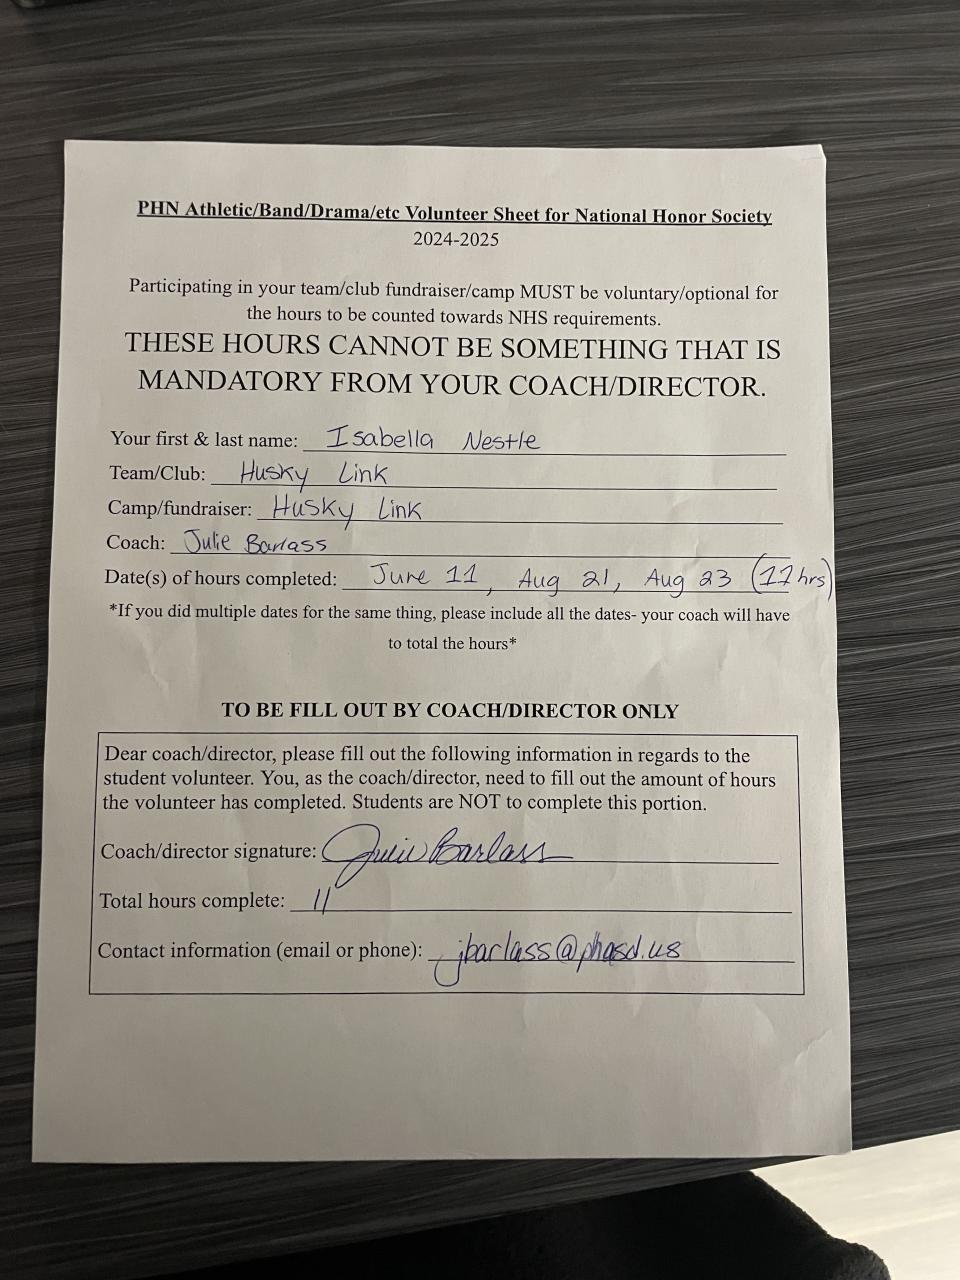 PHN Athletic/Band/Drama/etc Volunteer Sheet for National Honor Society
2024-2025
Participating in your team/club fundraiser/camp MUST be voluntary/optional for
the hours to be counted towards NHS requirements.
THESE HOURS CANNOT BE SOMETHING THAT IS
MANDATORY FROM YOUR COACH/DIRECTOR.
Your first & last name: Isabella Nestle
Team/Club: Husky Link
Camp/fundraiser: Husky Link
Coach: Julie Barlass
Date(s) of hours completed: June 11, Aug 21, Aug 23 (11 hrs)
*If you did multiple dates for the same thing, please include all the dates- your coach will have
to total the hours*
TO BE FILL OUT BY COACH/DIRECTOR ONLY
Dear coach/director, please fill out the following information in regards to the
student volunteer. You, as the coach/director, need to fill out the amount of hours
the volunteer has completed. Students are NOT to complete this portion.
Coach/director signature: Julie Barlass
Total hours complete: 11
Contact information (email or phone): jbarlass@phasd.us